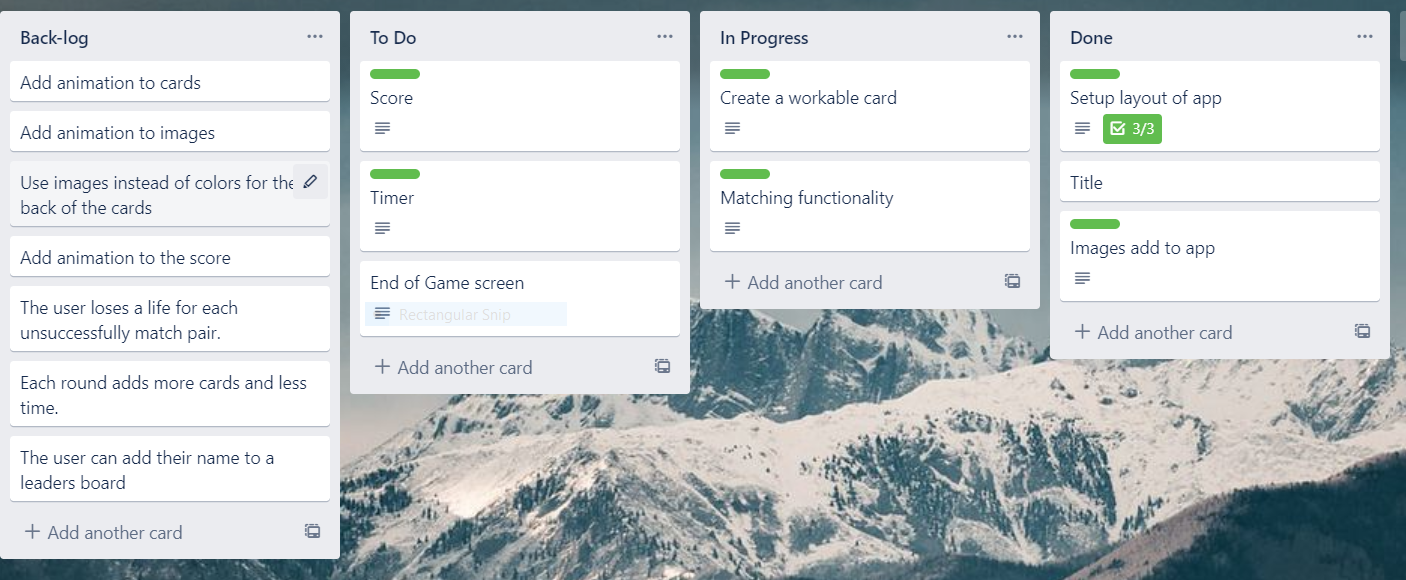 Back-log
Add animation to cards
Add animation to images
Use images instead of colors for the
back of the cards
Add animation to the score
The user loses a life for each
unsuccessfully match pair.
Each round adds more cards and less
time.
The user can add their name to a
leaders board
+ Add another card
To Do
Score
Timer
End of Game screen
Rectangular Snip
+ Add another card
In Progress
Create a workable card
Matching functionality
+ Add another card
Done
Setup layout of app
3/3
Title
Images add to app
+ Add another card